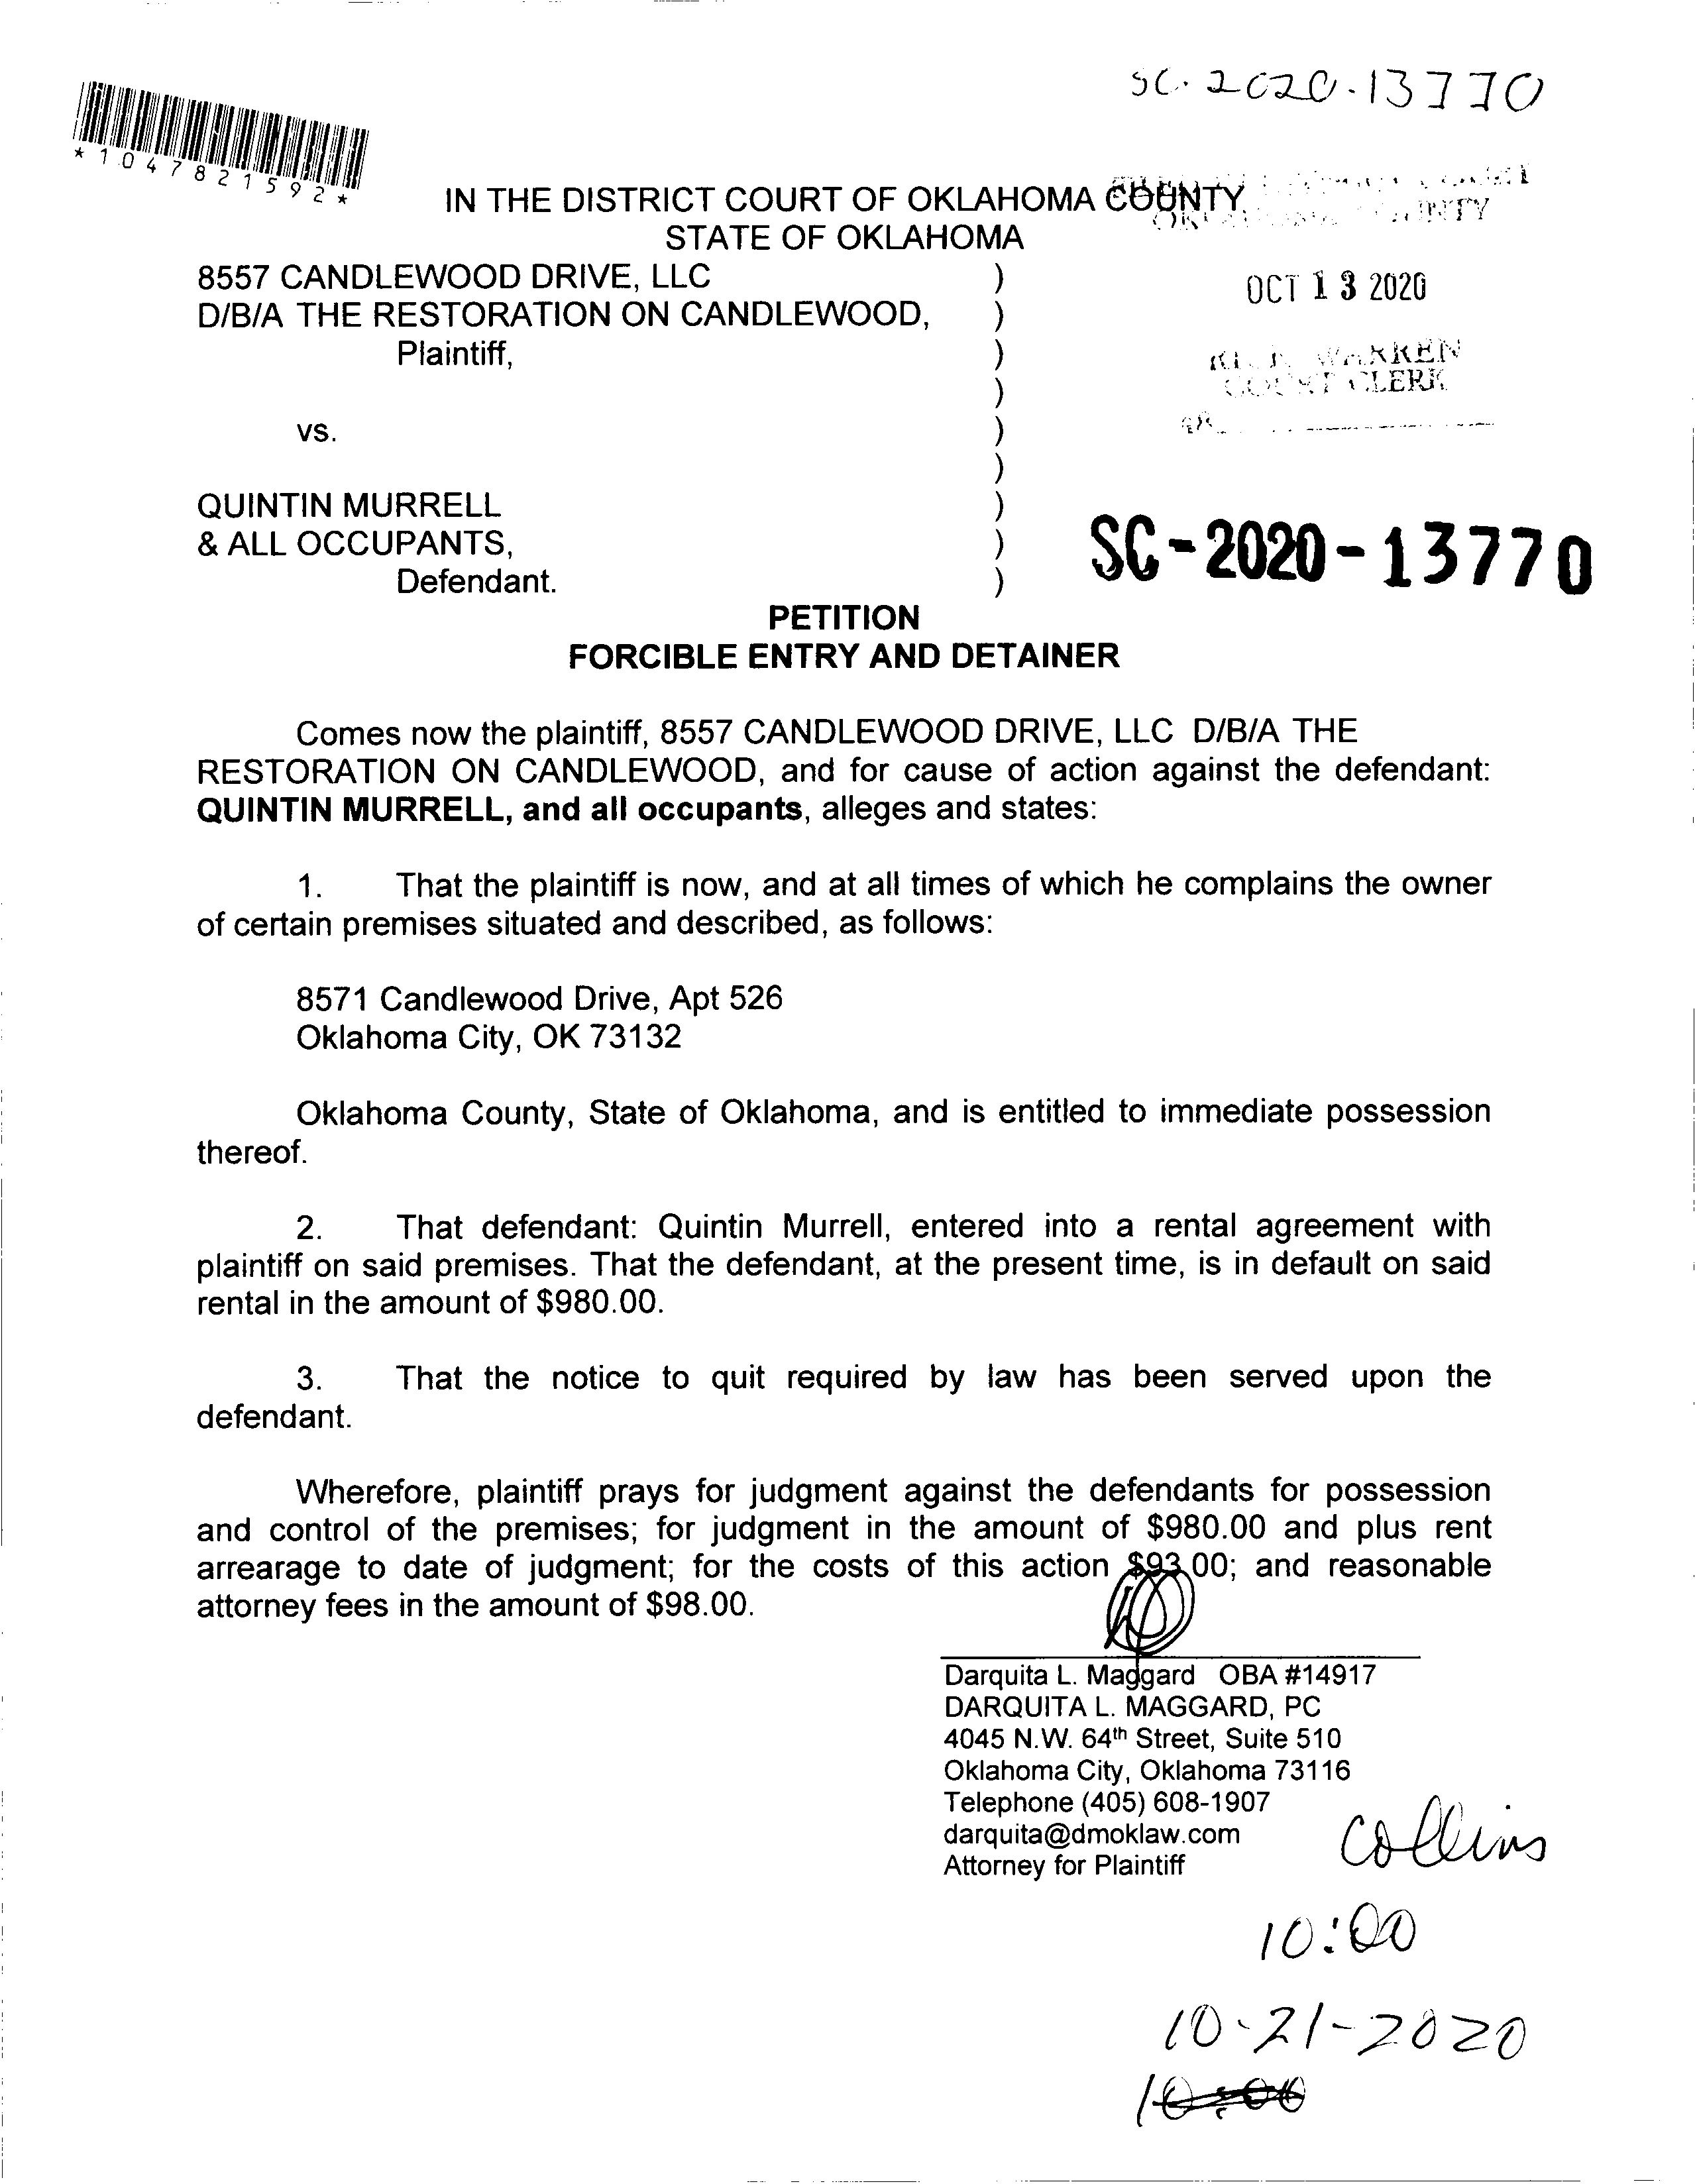 SC-2020-13770
*1047821592*
IN THE DISTRICT COURT OF OKLAHOMA COUNTY
STATE OF OKLAHOMA
COUNTY
8557 CANDLEWOOD DRIVE, LLC )
D/B/A THE RESTORATION ON CANDLEWOOD, )
Plaintiff, )
)
vs. )
)
QUINTIN MURRELL )
& ALL OCCUPANTS, )
Defendant. )
OCT 13 2020
WARREN
COURT CLERK
SC-2020-13770
PETITION
FORCIBLE ENTRY AND DETAINER
Comes now the plaintiff, 8557 CANDLEWOOD DRIVE, LLC D/B/A THE
RESTORATION ON CANDLEWOOD, and for cause of action against the defendant:
QUINTIN MURRELL, and all occupants, alleges and states:
1. That the plaintiff is now, and at all times of which he complains the owner
of certain premises situated and described, as follows:
8571 Candlewood Drive, Apt 526
Oklahoma City, OK 73132
Oklahoma County, State of Oklahoma, and is entitled to immediate possession
thereof.
2. That defendant: Quintin Murrell, entered into a rental agreement with
plaintiff on said premises. That the defendant, at the present time, is in default on said
rental in the amount of $980.00.
3. That the notice to quit required by law has been served upon the
defendant.
Wherefore, plaintiff prays for judgment against the defendants for possession
and control of the premises; for judgment in the amount of $980.00 and plus rent
arrearage to date of judgment; for the costs of this action $93.00; and reasonable
attorney fees in the amount of $98.00.
Darquita L. Maggard OBA #14917
DARQUITA L. MAGGARD, PC
4045 N.W. 64th Street, Suite 510
Oklahoma City, Oklahoma 73116
Telephone (405) 608-1907
darquita@dmoklaw.com
Attorney for Plaintiff
Collins
10:00
10-21-2020
10:00